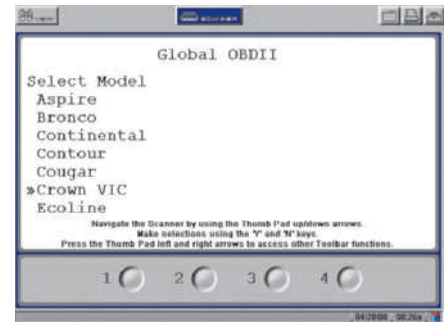 SCANNER
Global OBDII
Select Model
Aspire
Bronco
Continental
Contour
Cougar
»Crown VIC
Ecoline
Navigate the Scanner by using the Thumb Pad up/down arrows.
Make selections using the 'Y' and 'N' keys.
Press the Thumb Pad left and right arrows to access other Toolbar functions.
1 2 3 4